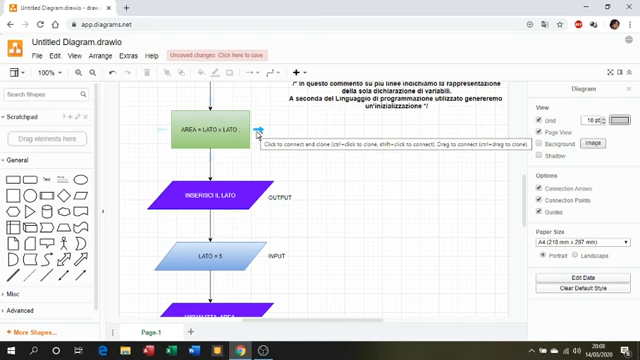 app.diagrams.net
Untitled Diagram.drawio
File Edit View Arrange Extras Help
Unsaved changes. Click here to save.
100%
Search Shapes
Scratchpad
Drag elements here
General
Misc
Advanced
+ More Shapes...
/* In questo commento su più linee indichiamo la rappresentazione
della sola dichiarazione di variabili.
A seconda del Linguaggio di programmazione utilizzato genereremo
un'inizializzazione */
AREA = LATO x LATO ;
Click to connect and clone (ctrl+click to clone, shift+click to connect). Drag to connect (ctrl+drag to clone).
INSERISCI IL LATO
OUTPUT
LATO = 5
INPUT
VISUALIZZA AREA
Diagram
View
Grid
10 pt
Page View
Background
Image
Shadow
Options
Connection Arrows
Connection Points
Guides
Paper Size
A4 (210 mm x 297 mm)
Portrait
Landscape
Edit Data
Clear Default Style
Page-1
20:08
14/03/2020